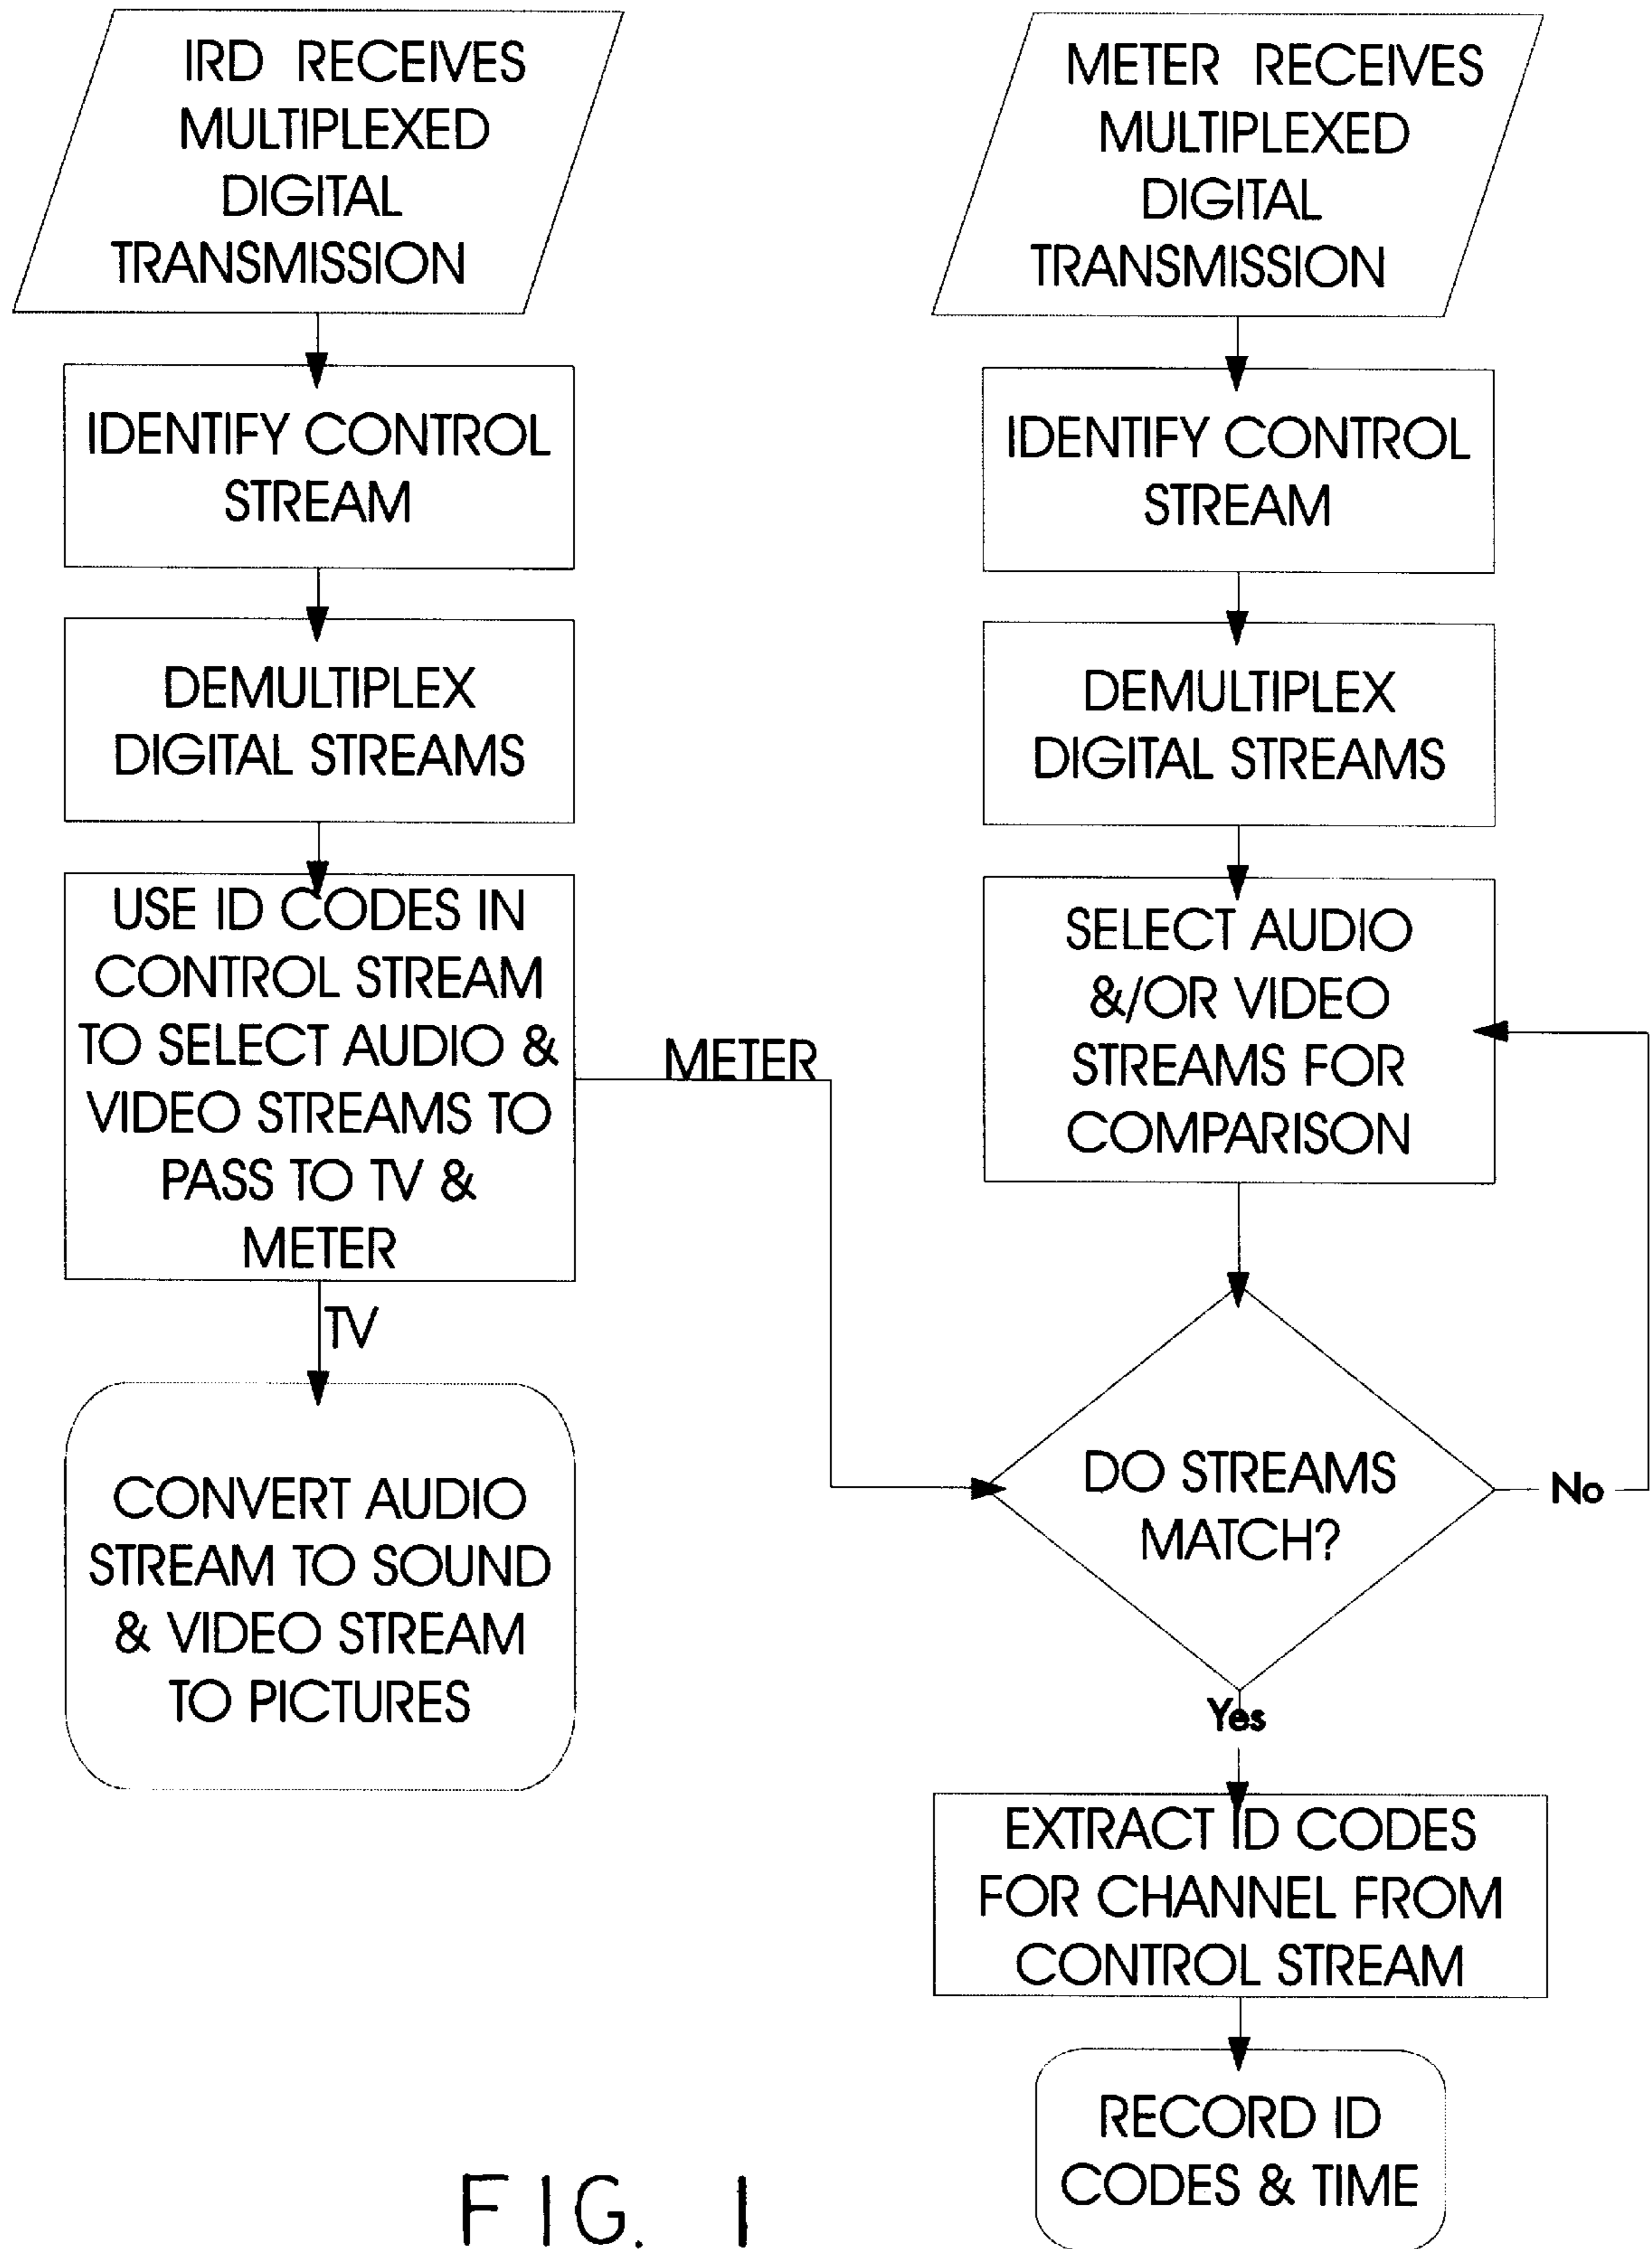 IRD RECEIVES
MULTIPLEXED
DIGITAL
TRANSMISSION
IDENTIFY CONTROL
STREAM
DEMULTIPLEX
DIGITAL STREAMS
USE ID CODES IN
CONTROL STREAM
TO SELECT AUDIO &
VIDEO STREAMS TO
PASS TO TV &
METER
TV
CONVERT AUDIO
STREAM TO SOUND
& VIDEO STREAM
TO PICTURES
METER
METER RECEIVES
MULTIPLEXED
DIGITAL
TRANSMISSION
IDENTIFY CONTROL
STREAM
DEMULTIPLEX
DIGITAL STREAMS
SELECT AUDIO
&/OR VIDEO
STREAMS FOR
COMPARISON
DO STREAMS
MATCH?
No
Yes
EXTRACT ID CODES
FOR CHANNEL FROM
CONTROL STREAM
RECORD ID
CODES & TIME
FIG. 1